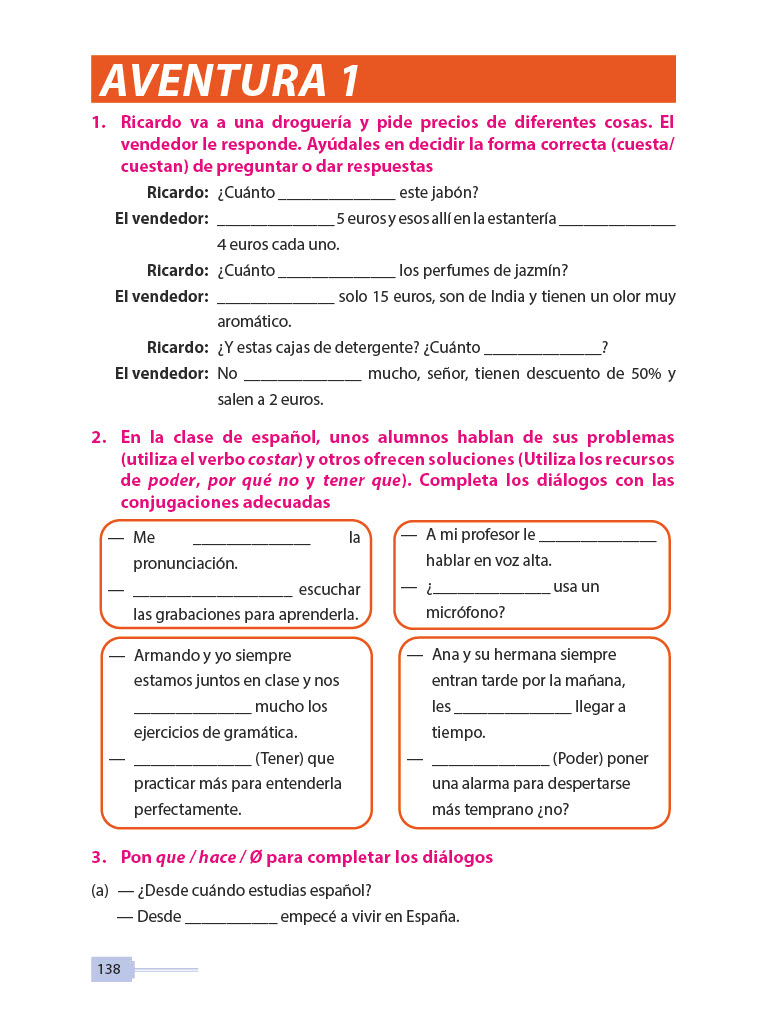 AVENTURA 1
1. Ricardo va a una droguería y pide precios de diferentes cosas. El
vendedor le responde. Ayúdales en decidir la forma correcta (cuesta/
cuestan) de preguntar o dar respuestas
Ricardo: ¿Cuánto ______________ este jabón?
El vendedor: ______________ 5 euros y esos allí en la estantería ______________
4 euros cada uno.
Ricardo: ¿Cuánto ______________ los perfumes de jazmín?
El vendedor: ______________ solo 15 euros, son de India y tienen un olor muy
aromático.
Ricardo: ¿Y estas cajas de detergente? ¿Cuánto ______________?
El vendedor: No ______________ mucho, señor, tienen descuento de 50% y
salen a 2 euros.
2. En la clase de español, unos alumnos hablan de sus problemas
(utiliza el verbo costar) y otros ofrecen soluciones (Utiliza los recursos
de poder, por qué no y tener que). Completa los diálogos con las
conjugaciones adecuadas
— Me ______________ la
pronunciación.
— ___________________ escuchar
las grabaciones para aprenderla.
— A mi profesor le ______________
hablar en voz alta.
— ¿______________ usa un
micrófono?
— Armando y yo siempre
estamos juntos en clase y nos
______________ mucho los
ejercicios de gramática.
— ______________ (Tener) que
practicar más para entenderla
perfectamente.
— Ana y su hermana siempre
entran tarde por la mañana,
les ______________ llegar a
tiempo.
— ______________ (Poder) poner
una alarma para despertarse
más temprano ¿no?
3. Pon que / hace / Ø para completar los diálogos
(a) — ¿Desde cuándo estudias español?
— Desde ___________ empecé a vivir en España.
138